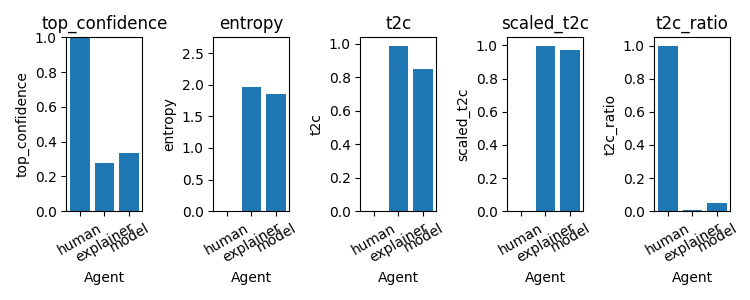 top_confidence
entropy
t2c
scaled_t2c
t2c_ratio
top_confidence
1.0
0.8
0.6
0.4
0.2
0.0
human
explainer
model
Agent
entropy
2.5
2.0
1.5
1.0
0.5
0.0
human
explainer
model
Agent
t2c
1.0
0.8
0.6
0.4
0.2
0.0
human
explainer
model
Agent
scaled_t2c
1.0
0.8
0.6
0.4
0.2
0.0
human
explainer
model
Agent
t2c_ratio
1.0
0.8
0.6
0.4
0.2
0.0
human
explainer
model
Agent